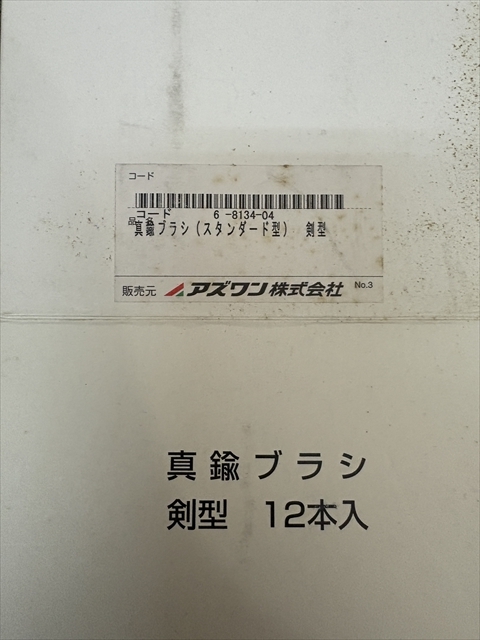 コード
コード 6 -8134-04
品名
真鍮ブラシ(スタンダード型) 剣型
販売元 アズワン株式会社 No.3
真鍮ブラシ
剣型 12本入